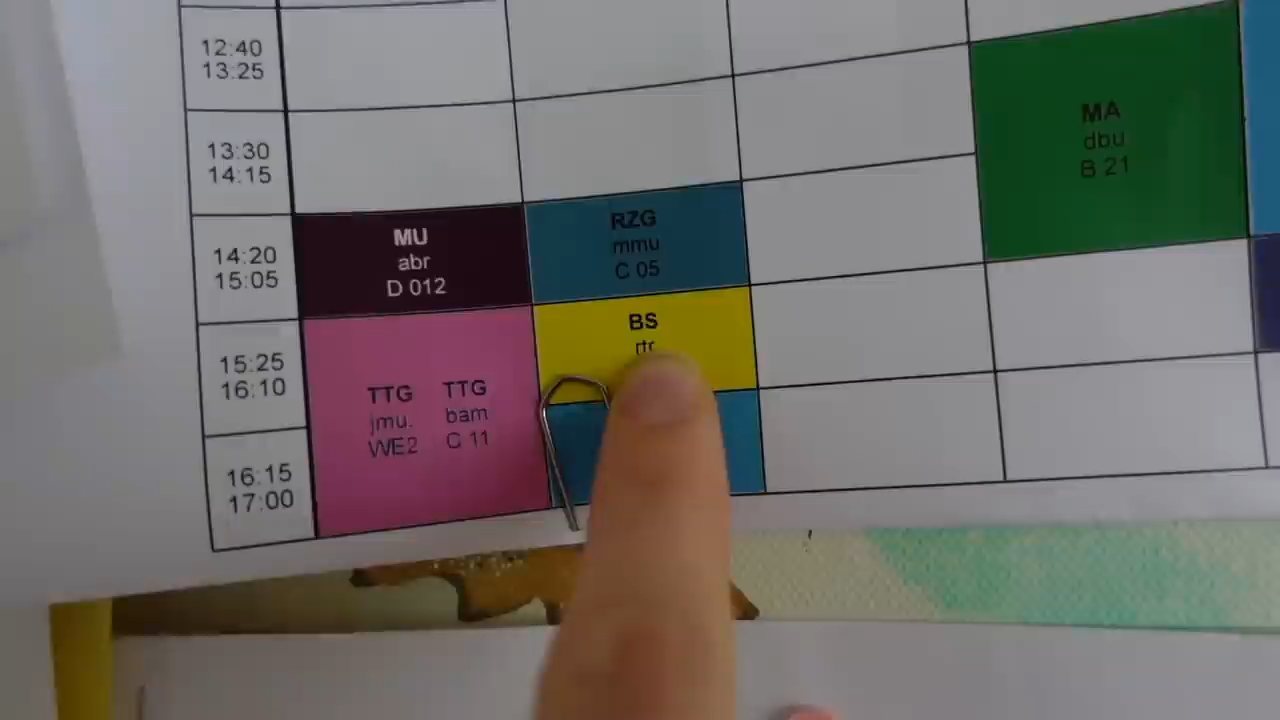 12:40
13:25
MA
dbu
B 21
13:30
14:15
14:20
15:05
MU
abr
D 012
RZG
mmu
C 05
15:25
16:10
BS
rtr
TTG TTG
jmu. bam
WE2 C 11
16:15
17:00